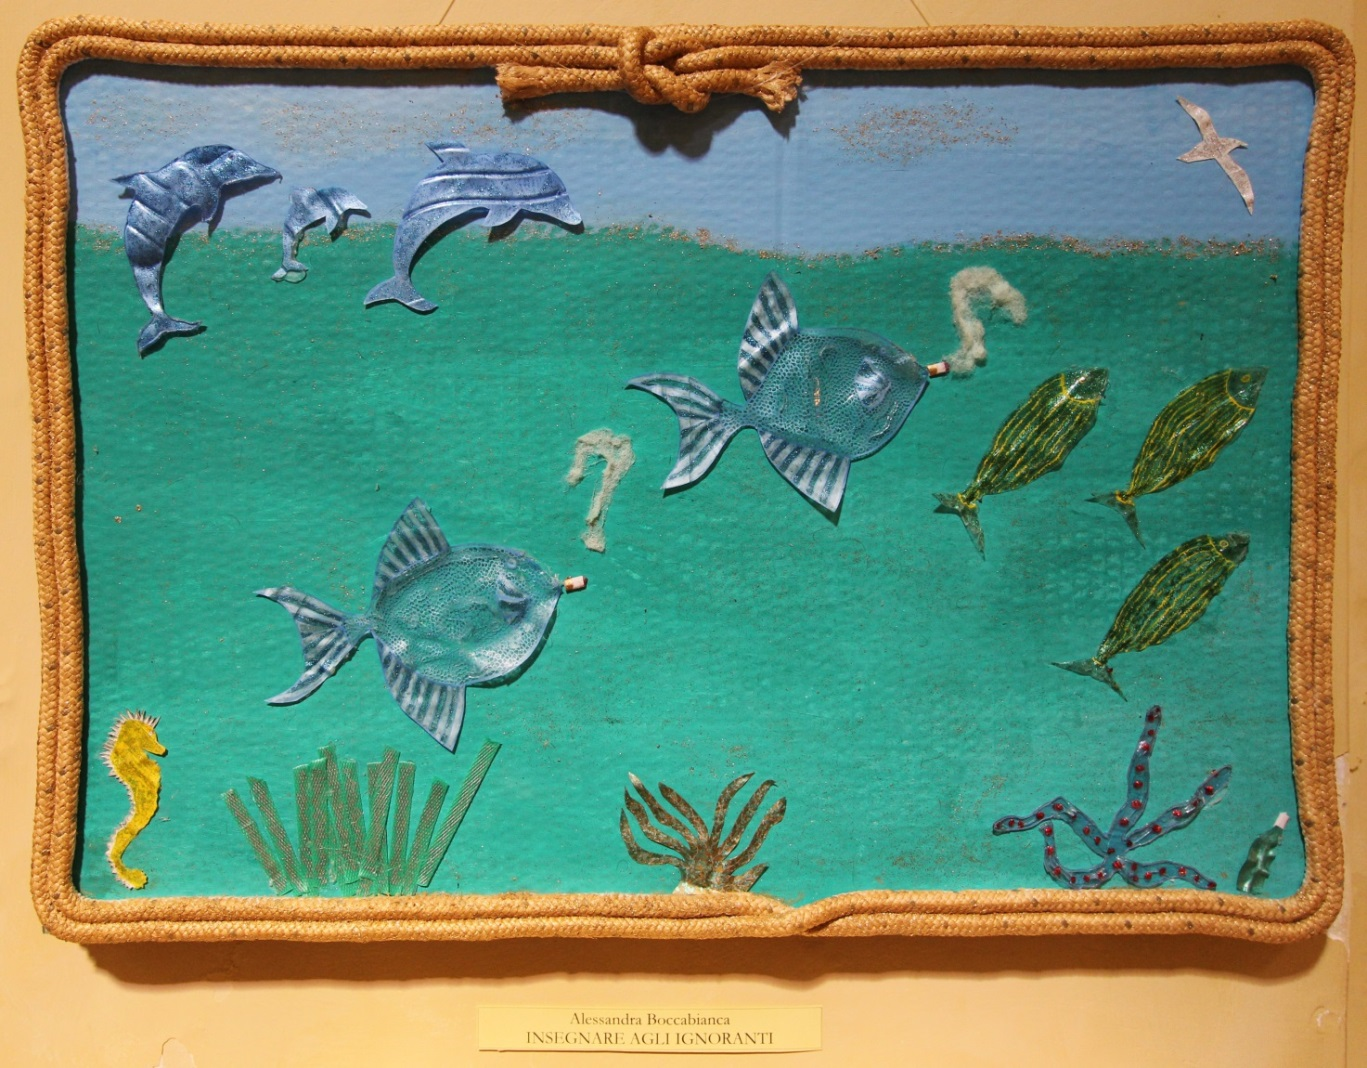 Alessandra Boccabianca
INSEGNARE AGLI IGNORANTI